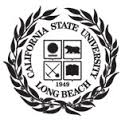 CALIFORNIA STATE UNIVERSITY
LONG BEACH
1949